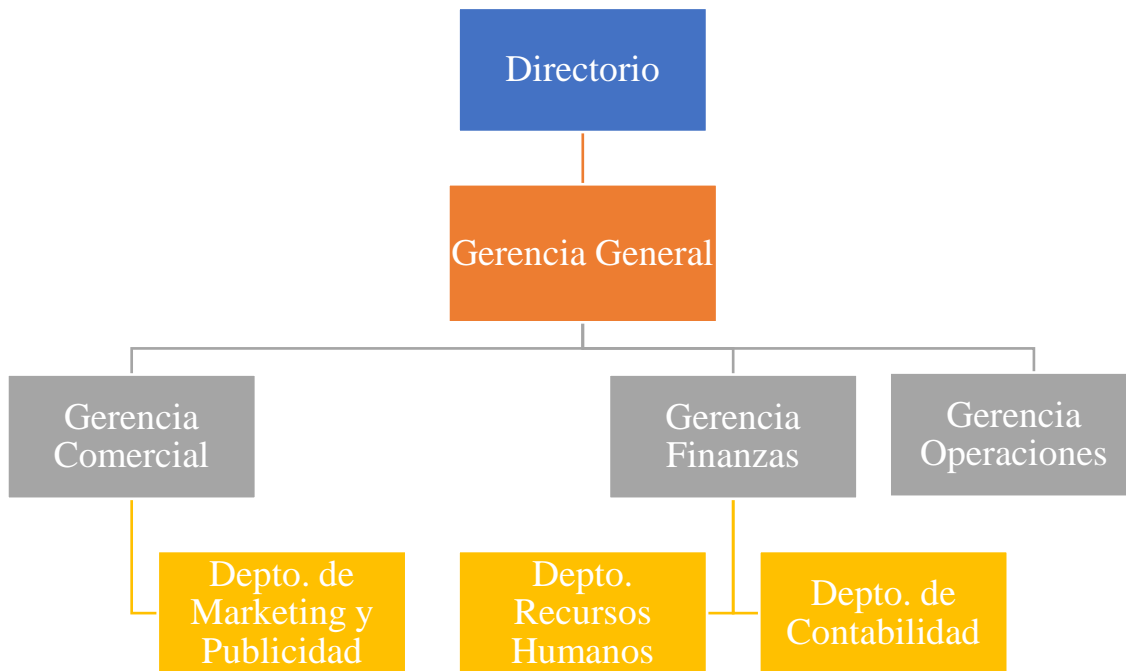 Directorio
Gerencia General
Gerencia
Comercial
Gerencia
Finanzas
Gerencia
Operaciones
Depto. de
Marketing y
Publicidad
Depto.
Recursos
Humanos
Depto. de
Contabilidad